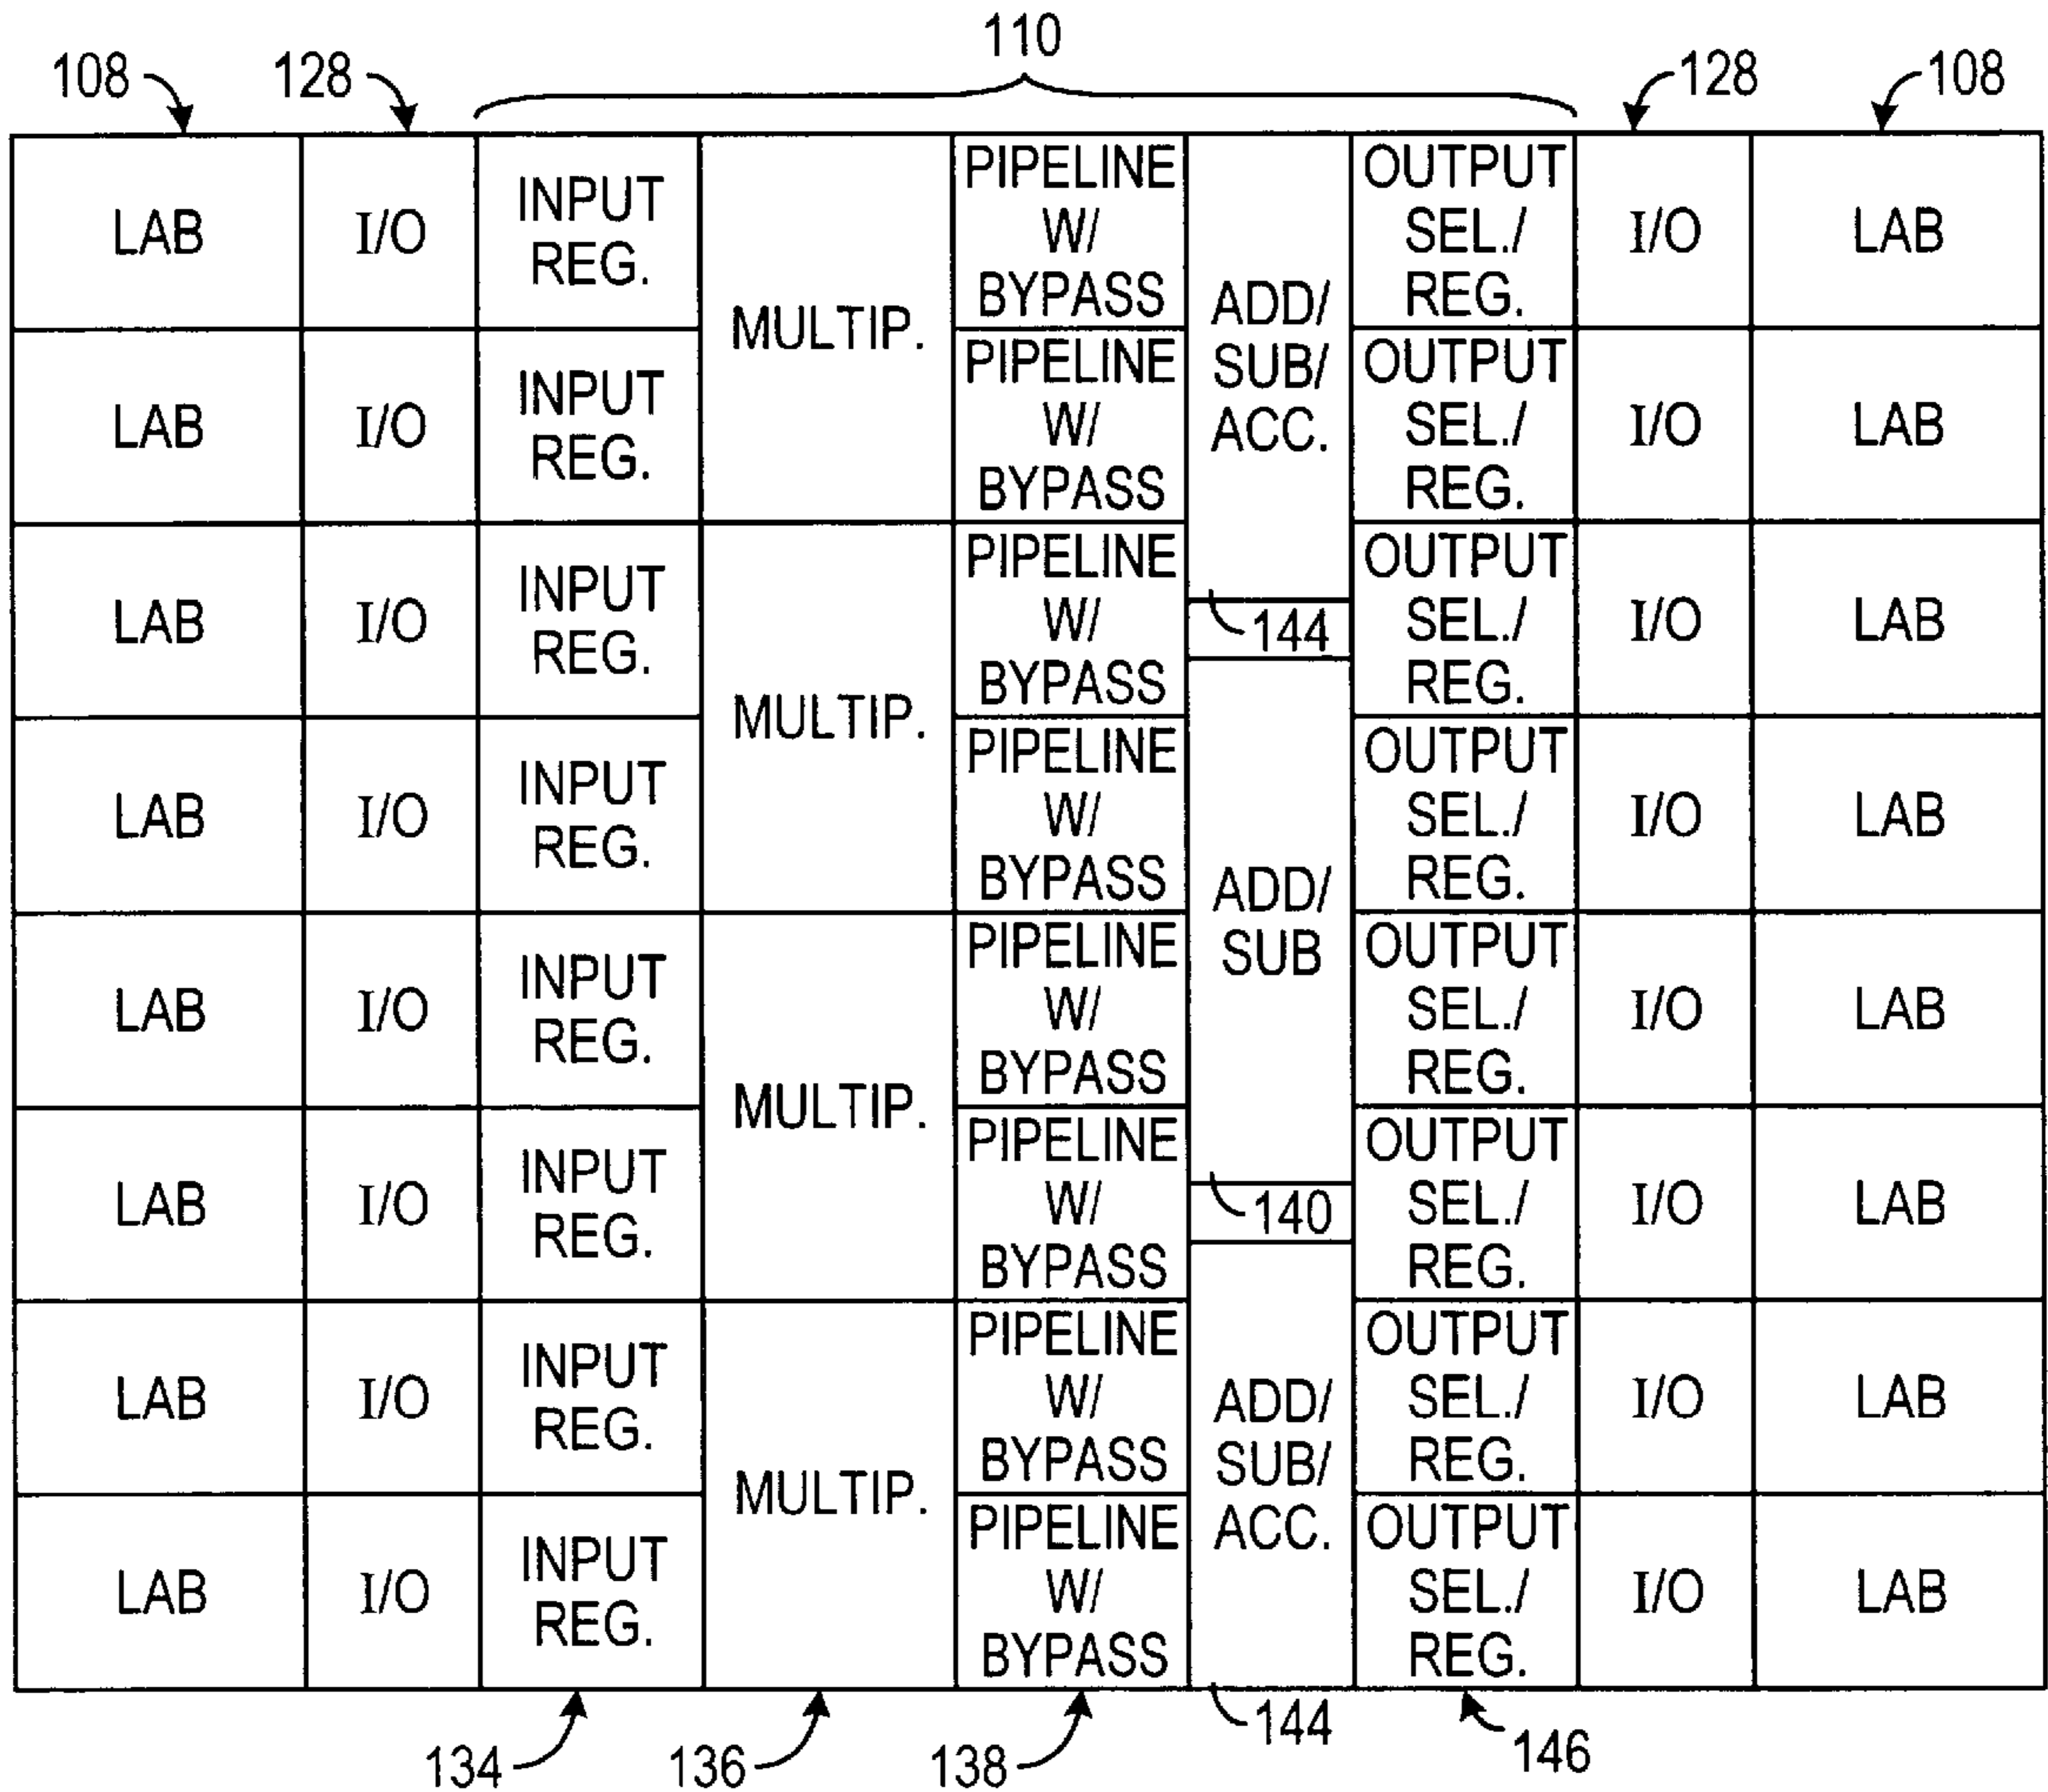 110
108
128
128
108
LAB
I/O
INPUT
REG.
MULTIP.
PIPELINE
W/
BYPASS
ADD/
SUB/
ACC.
OUTPUT
SEL./
REG.
I/O
LAB
LAB
I/O
INPUT
REG.
PIPELINE
W/
BYPASS
OUTPUT
SEL./
REG.
I/O
LAB
LAB
I/O
INPUT
REG.
MULTIP.
PIPELINE
W/
BYPASS
144
OUTPUT
SEL./
REG.
I/O
LAB
LAB
I/O
INPUT
REG.
PIPELINE
W/
BYPASS
ADD/
SUB
OUTPUT
SEL./
REG.
I/O
LAB
LAB
I/O
INPUT
REG.
MULTIP.
PIPELINE
W/
BYPASS
OUTPUT
SEL./
REG.
I/O
LAB
LAB
I/O
INPUT
REG.
PIPELINE
W/
BYPASS
140
OUTPUT
SEL./
REG.
I/O
LAB
LAB
I/O
INPUT
REG.
MULTIP.
PIPELINE
W/
BYPASS
ADD/
SUB/
ACC.
OUTPUT
SEL./
REG.
I/O
LAB
LAB
I/O
INPUT
REG.
PIPELINE
W/
BYPASS
OUTPUT
SEL./
REG.
I/O
LAB
134
136
138
144
146